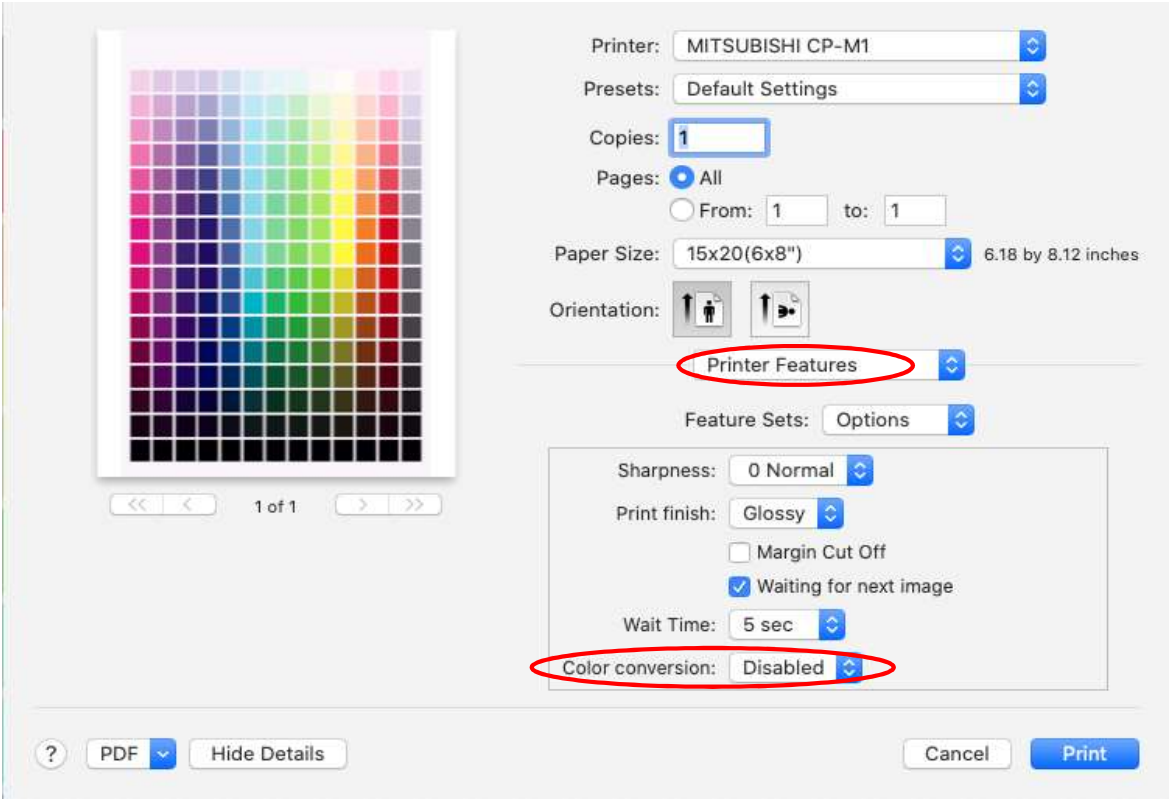 Printer: MITSUBISHI CP-M1
Presets: Default Settings
Copies: 1
Pages: All
From: 1 to: 1
Paper Size: 15x20(6x8") 6.18 by 8.12 inches
Orientation:
Printer Features
Feature Sets: Options
Sharpness: 0 Normal
Print finish: Glossy
Margin Cut Off
Waiting for next image
Wait Time: 5 sec
Color conversion: Disabled
<< < 1 of 1 > >>
? PDF Hide Details Cancel Print